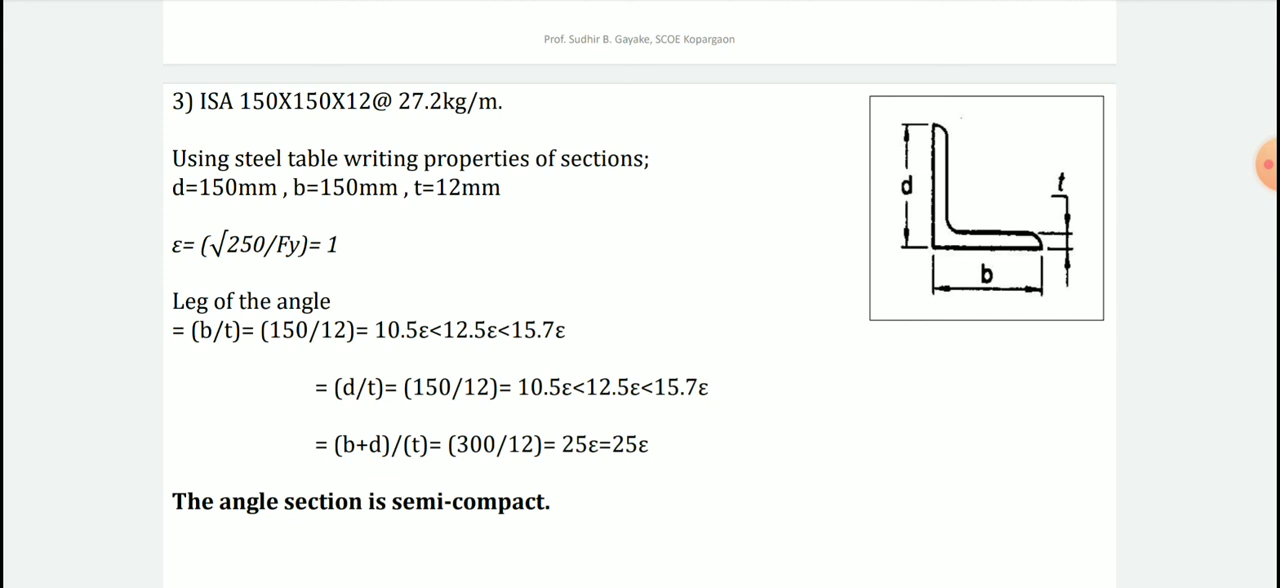 Prof. Sudhir B. Gayake, SCOE Kopargaon
3) ISA 150X150X12@ 27.2kg/m.
Using steel table writing properties of sections;
d=150mm , b=150mm , t=12mm
ε= (√250/Fy)= 1
Leg of the angle
= (b/t)= (150/12)= 10.5ε<12.5ε<15.7ε
= (d/t)= (150/12)= 10.5ε<12.5ε<15.7ε
= (b+d)/(t)= (300/12)= 25ε=25ε
The angle section is semi-compact.
d
t
b